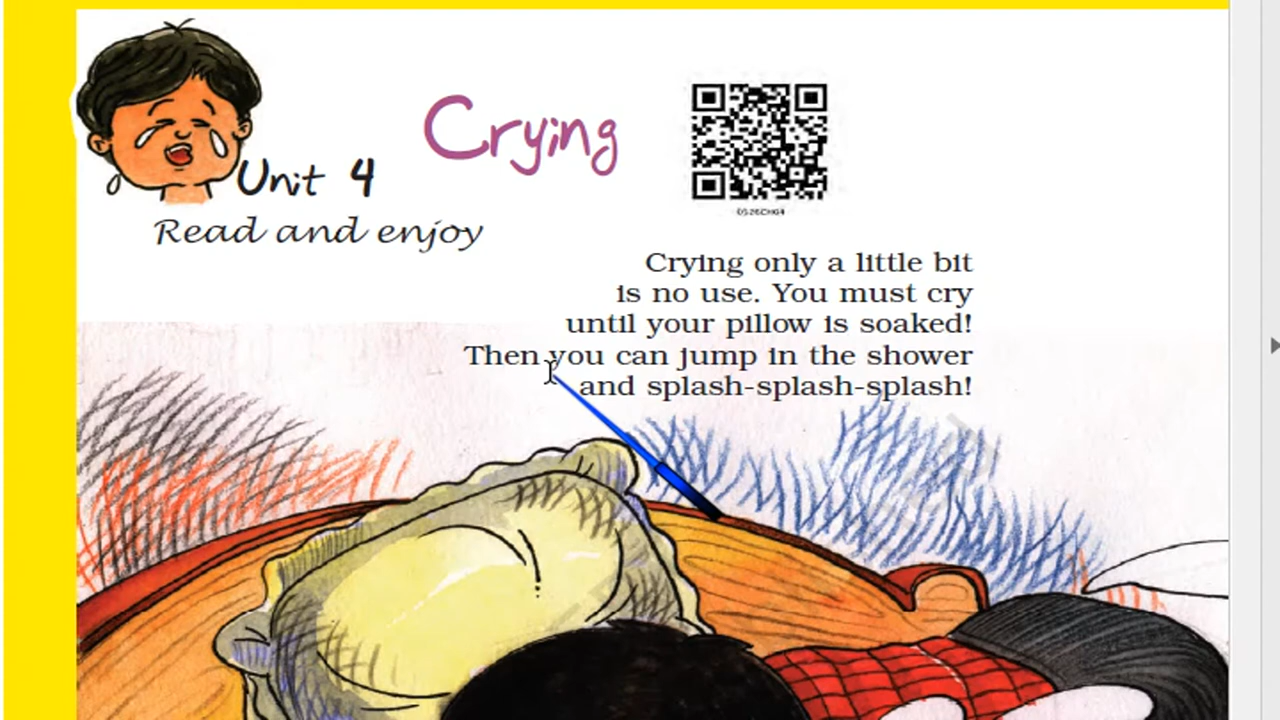 Crying
Unit 4
Read and enjoy
0526CH04
Crying only a little bit
is no use. You must cry
until your pillow is soaked!
Then you can jump in the shower
and splash-splash-splash!